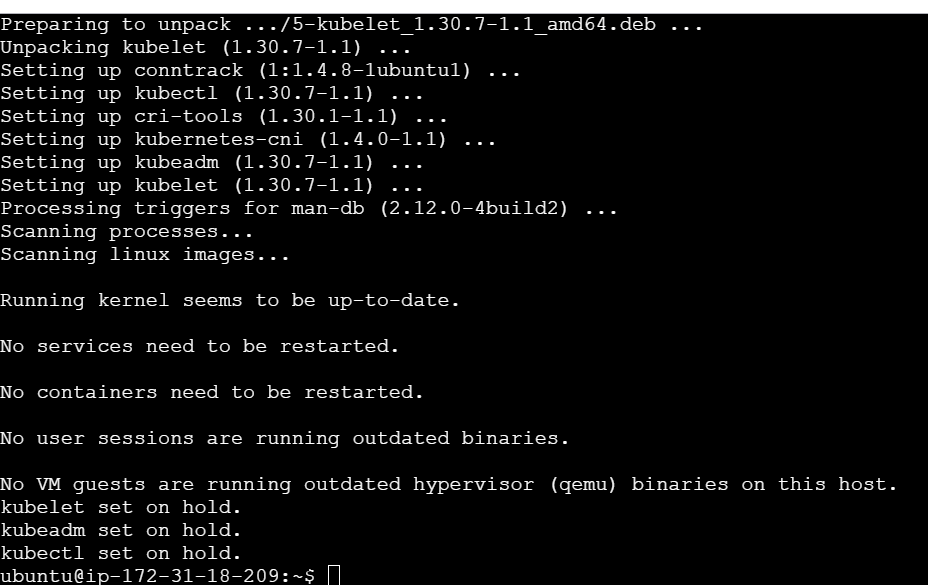 Preparing to unpack .../5-kubelet_1.30.7-1.1_amd64.deb ...
Unpacking kubelet (1.30.7-1.1) ...
Setting up conntrack (1:1.4.8-1ubuntu1) ...
Setting up kubectl (1.30.7-1.1) ...
Setting up cri-tools (1.30.1-1.1) ...
Setting up kubernetes-cni (1.4.0-1.1) ...
Setting up kubeadm (1.30.7-1.1) ...
Setting up kubelet (1.30.7-1.1) ...
Processing triggers for man-db (2.12.0-4build2) ...
Scanning processes...
Scanning linux images...
Running kernel seems to be up-to-date.
No services need to be restarted.
No containers need to be restarted.
No user sessions are running outdated binaries.
No VM guests are running outdated hypervisor (qemu) binaries on this host.
kubelet set on hold.
kubeadm set on hold.
kubectl set on hold.
ubuntu@ip-172-31-18-209:~$